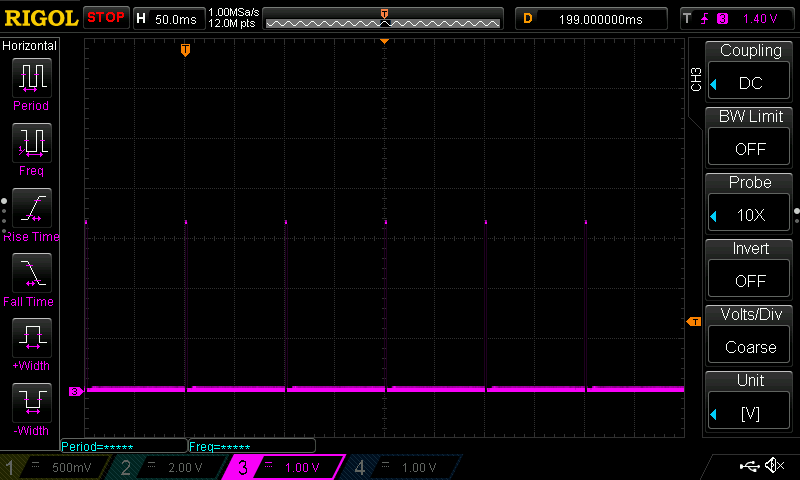 RIGOL STOP H 50.0ms 1.00MSa/s 12.0M pts T D 199.000000ms T 3 1.40 V
Horizontal
Period
Freq
Rise Time
Fall Time
+Width
-Width
T
3
T
CH3
Coupling
DC
BW Limit
OFF
Probe
10X
Invert
OFF
Volts/Div
Coarse
Unit
[V]
Period=***** Freq=*****
1 500mV 2 2.00 V 3 1.00 V 4 1.00 V